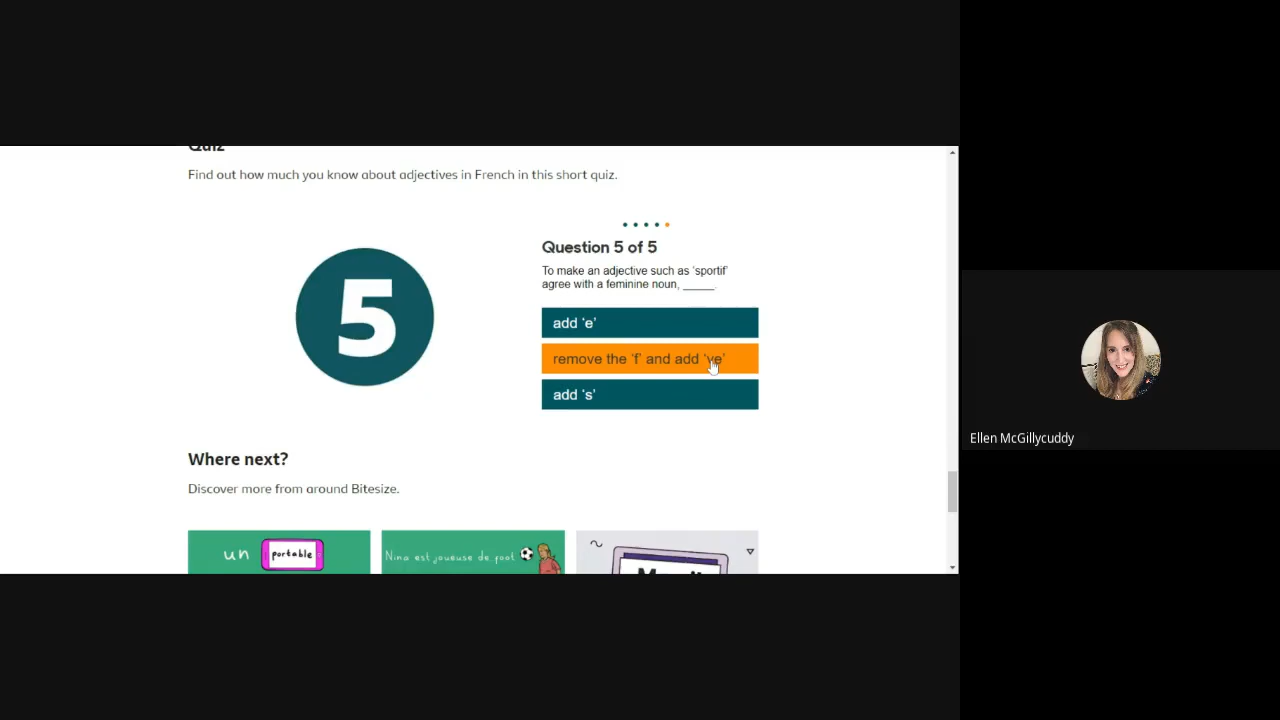 Quiz
Find out how much you know about adjectives in French in this short quiz.
5
Question 5 of 5
To make an adjective such as 'sportif'
agree with a feminine noun, _____.
add 'e'
remove the 'f' and add 've'
add 's'
Where next?
Discover more from around Bitesize.
un portable
Nina est joueuse de foot
Ellen McGillycuddy